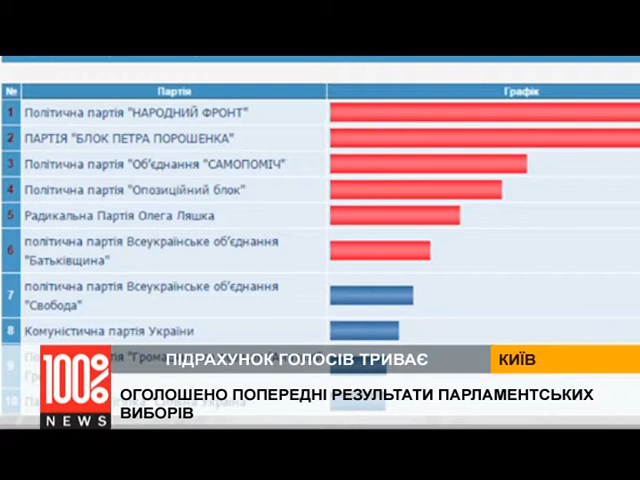 № Партія Графік
1 Політична партія "НАРОДНИЙ ФРОНТ"
2 ПАРТІЯ "БЛОК ПЕТРА ПОРОШЕНКА"
3 Політична партія "Об'єднання "САМОПОМІЧ"
4 Політична партія "Опозиційний блок"
5 Радикальна Партія Олега Ляшка
6 політична партія Всеукраїнське об'єднання
"Батьківщина"
7 політична партія Всеукраїнське об'єднання
"Свобода"
8 Комуністична партія України
9
10
ПІДРАХУНОК ГОЛОСІВ ТРИВАЄ КИЇВ
100%
NEWS
ОГОЛОШЕНО ПОПЕРЕДНІ РЕЗУЛЬТАТИ ПАРЛАМЕНТСЬКИХ
ВИБОРІВ